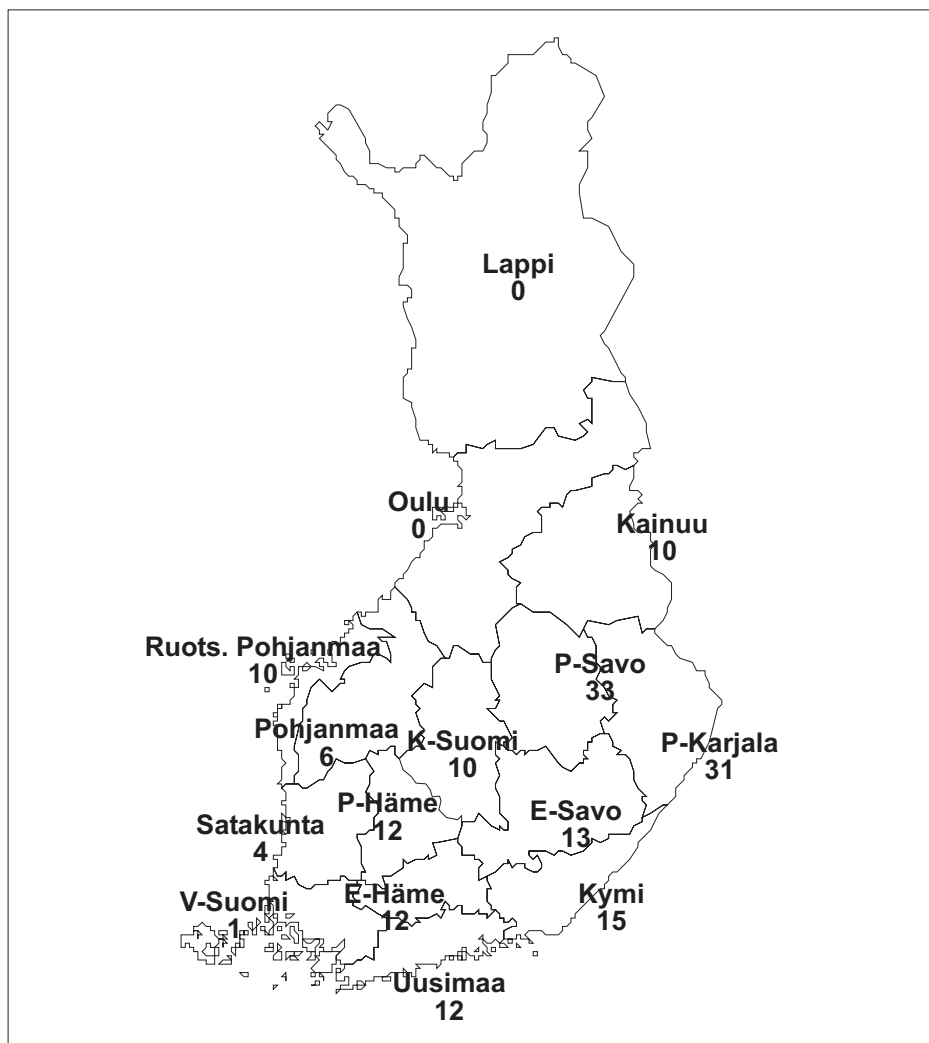 Lappi
0
Oulu
0
Kainuu
10
Ruots. Pohjanmaa
10
P-Savo
33
Pohjanmaa
6
K-Suomi
10
P-Karjala
31
P-Häme
12
Satakunta
4
E-Savo
13
V-Suomi
1
E-Häme
12
Kymi
15
Uusimaa
12